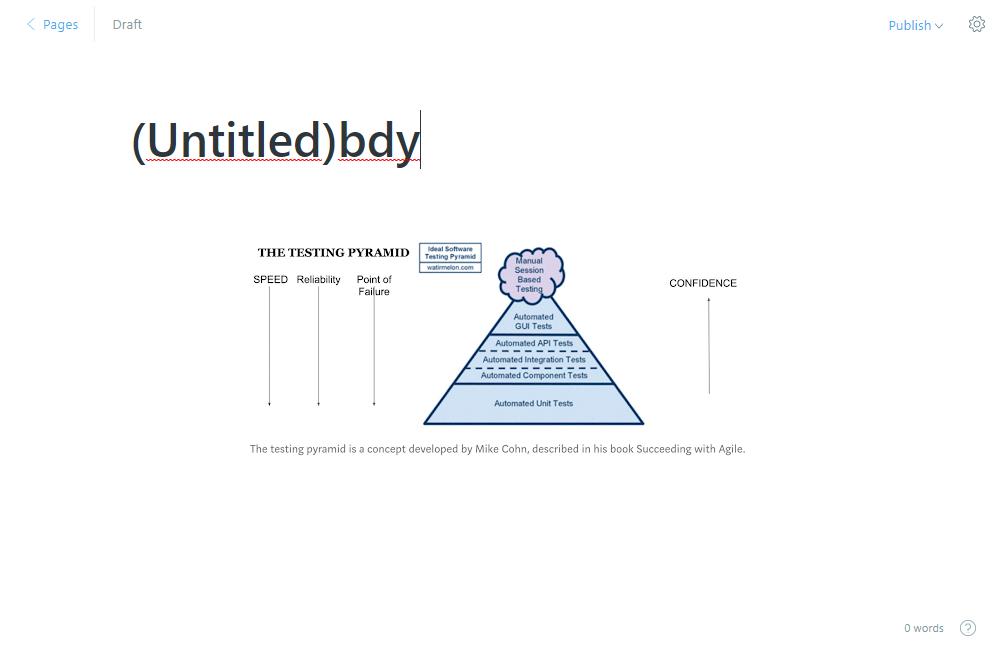 Pages
Draft
Publish
(Untitled)bdy
THE TESTING PYRAMID
Ideal Software
Testing Pyramid
watirmelon.com
SPEED
Reliability
Point of
Failure
Manual
Session
Based
Testing
Automated
GUI Tests
Automated API Tests
Automated Integration Tests
Automated Component Tests
Automated Unit Tests
CONFIDENCE
The testing pyramid is a concept developed by Mike Cohn, described in his book Succeeding with Agile.
0 words
?